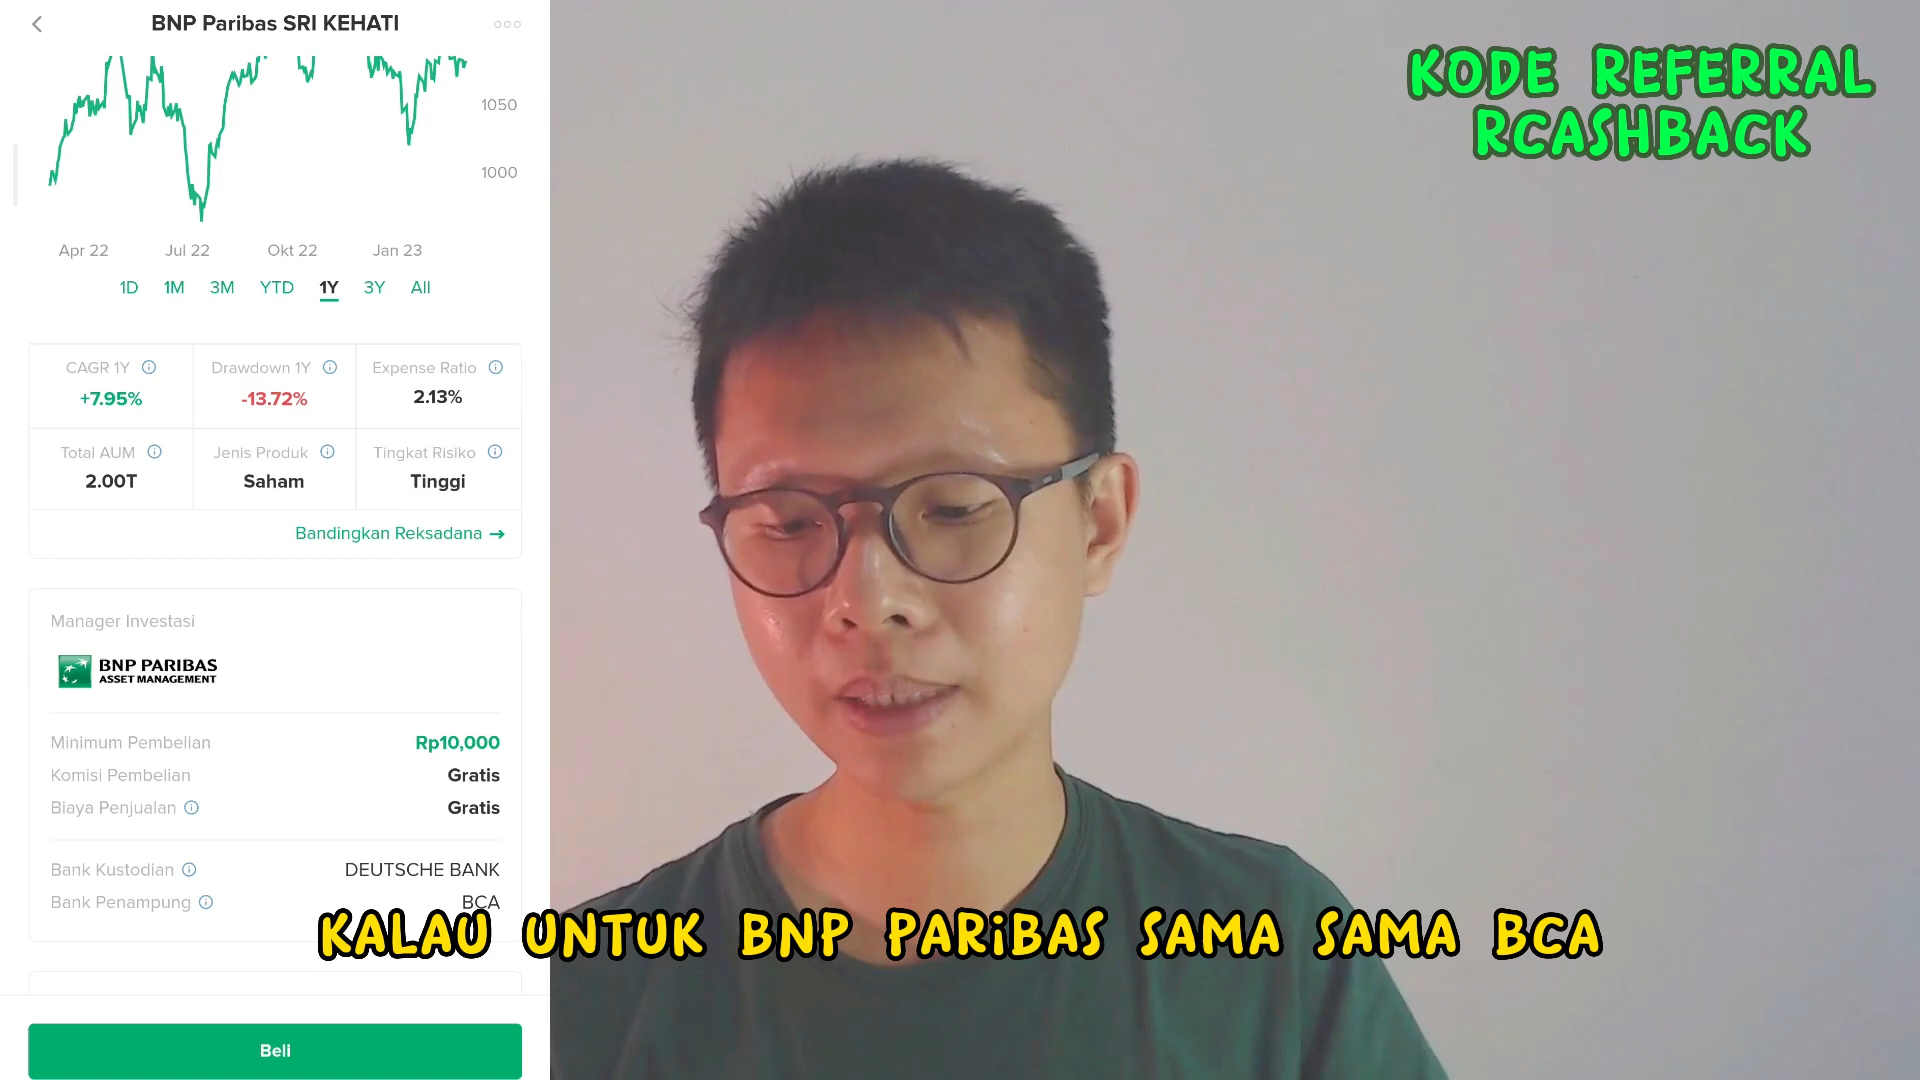 BNP Paribas SRI KEHATI
1050
1000
Apr 22 Jul 22 Okt 22 Jan 23
1D 1M 3M YTD 1Y 3Y All
CAGR 1Y Drawdown 1Y Expense Ratio
+7.95% -13.72% 2.13%
Total AUM Jenis Produk Tingkat Risiko
2.00T Saham Tinggi
Bandingkan Reksadana →
Manager Investasi
BNP PARIBAS
ASSET MANAGEMENT
Minimum Pembelian Rp10,000
Komisi Pembelian Gratis
Biaya Penjualan Gratis
Bank Kustodian DEUTSCHE BANK
Bank Penampung BCA
Beli
KODE REFERRAL
RCASHBACK
KALAU UNTUK BNP PARIBAS SAMA SAMA BCA